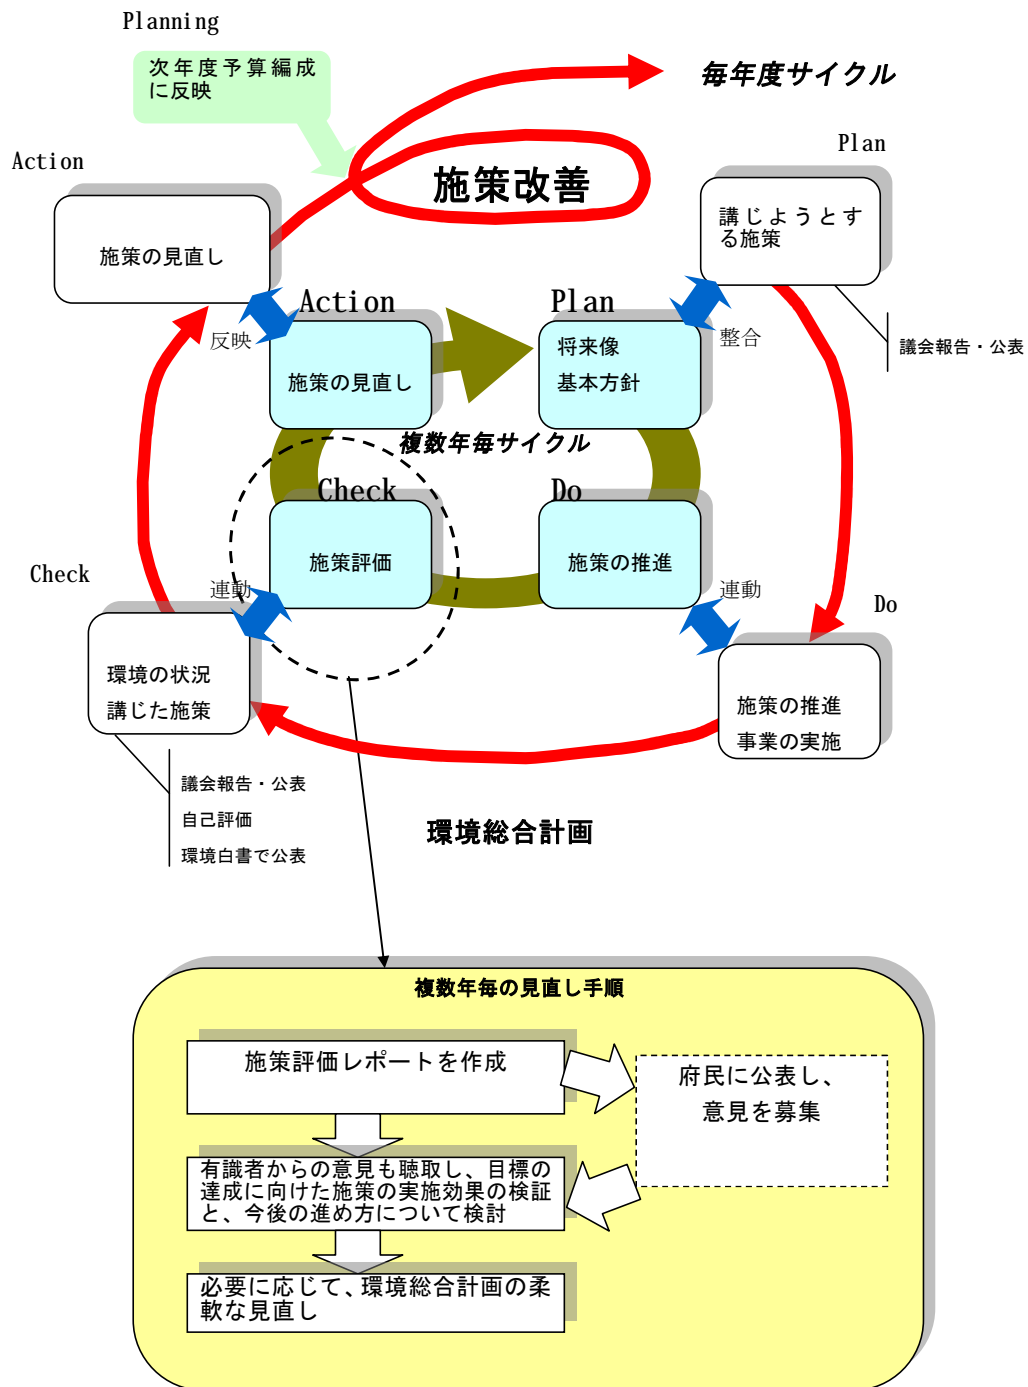 Planning
次年度予算編成
に反映
毎年度サイクル
Action
Plan
施策改善
施策の見直し
講じようとす
る施策
Action
Plan
反映
整合
議会報告・公表
施策の見直し
将来像
基本方針
複数年毎サイクル
Check
Do
施策評価
施策の推進
Check
連動
連動
Do
環境の状況
講じた施策
施策の推進
事業の実施
議会報告・公表
自己評価
環境白書で公表
環境総合計画
複数年毎の見直し手順
施策評価レポートを作成
府民に公表し、
意見を募集
有識者からの意見も聴取し、目標の
達成に向けた施策の実施効果の検証
と、今後の進め方について検討
必要に応じて、環境総合計画の柔
軟な見直し